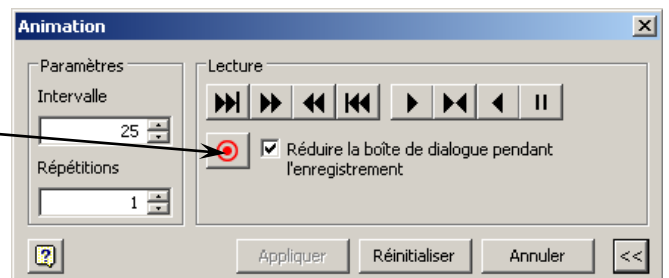 Animation
Paramètres
Intervalle
25
Répétitions
1
Lecture
Réduire la boîte de dialogue pendant
l'enregistrement
Appliquer
Réinitialiser
Annuler
<<